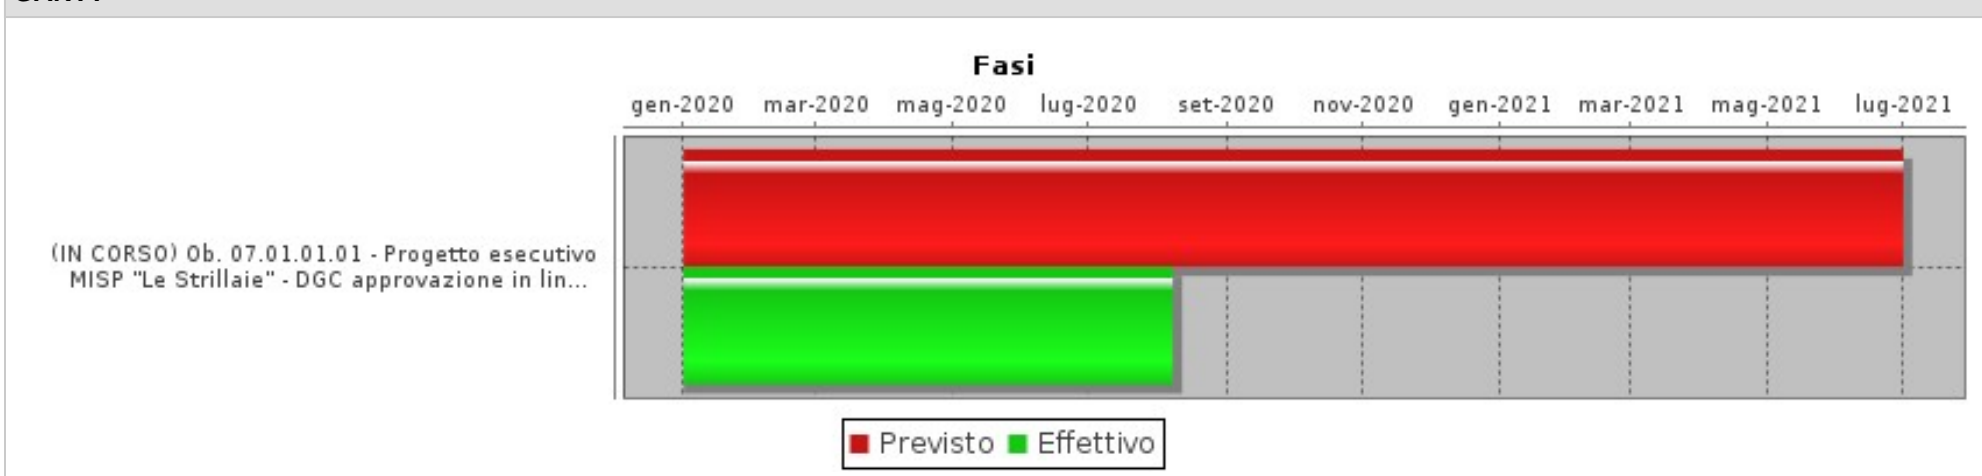 Fasi
gen-2020 mar-2020 mag-2020 lug-2020 set-2020 nov-2020 gen-2021 mar-2021 mag-2021 lug-2021
(IN CORSO) Ob. 07.01.01.01 - Progetto esecutivo
MISP "Le Strillaie" - DGC approvazione in lin...
Previsto Effettivo